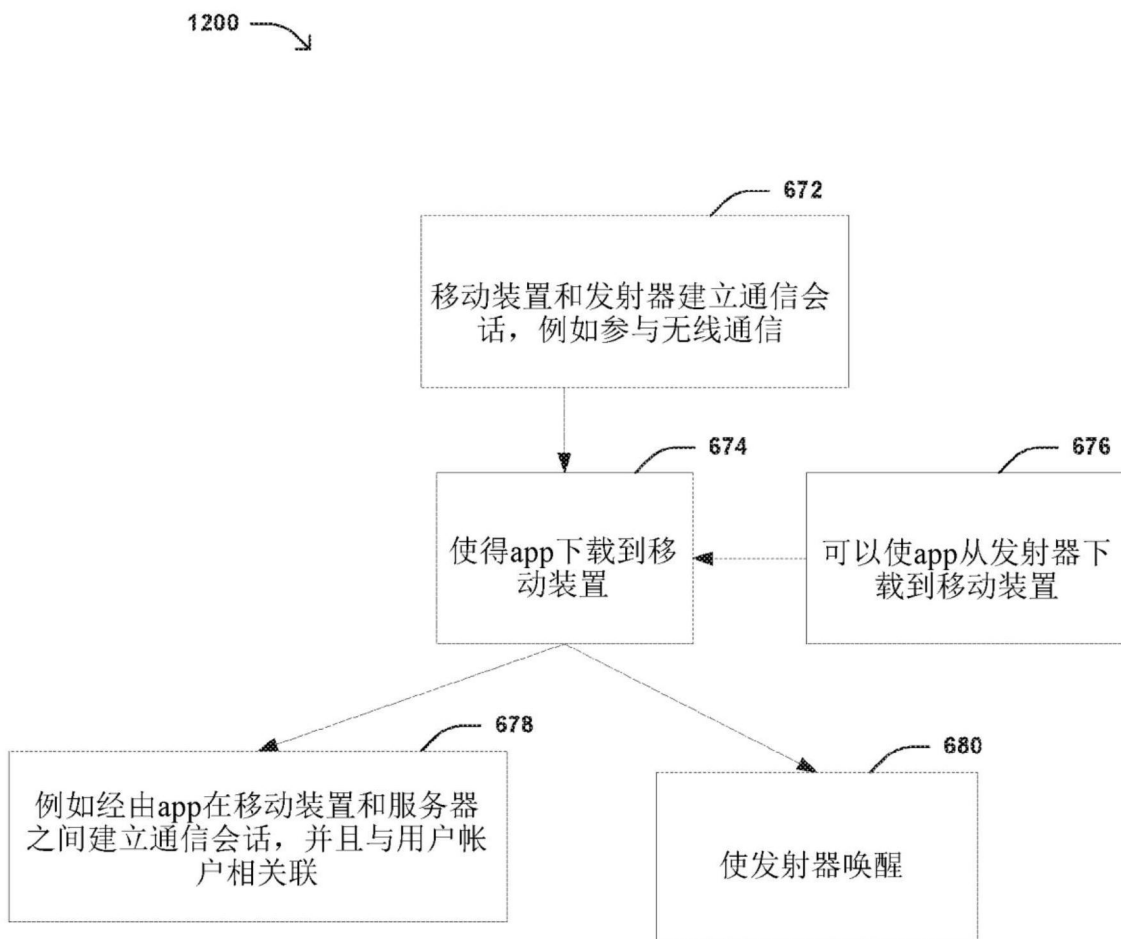 1200
672
移动装置和发射器建立通信会
话，例如参与无线通信
674
676
使得app下载到移
动装置
可以使app从发射器下
载到移动装置
678
680
例如经由app在移动装置和服务器
之间建立通信会话，并且与用户帐
户相关联
使发射器唤醒